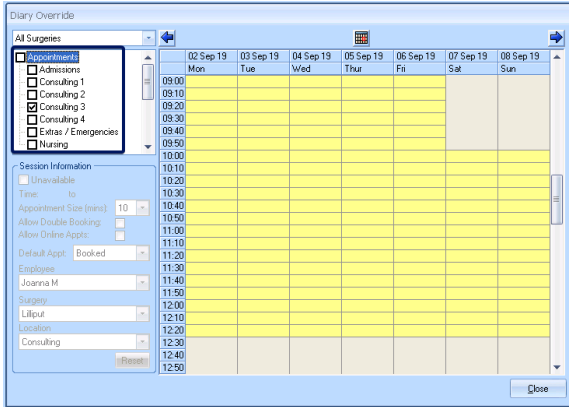 Diary Override
All Surgeries
Appointments
Admissions
Consulting 1
Consulting 2
Consulting 3
Consulting 4
Extras / Emergencies
Nursing
Session Information
Unavailable
Time: to
Appointment Size (mins): 10
Allow Double Booking:
Allow Online Appts:
Default Appt: Booked
Employee
Joanna M
Surgery
Lilliput
Location
Consulting
Reset
02 Sep 19 03 Sep 19 04 Sep 19 05 Sep 19 06 Sep 19 07 Sep 19 08 Sep 19
Mon Tue Wed Thur Fri Sat Sun
09:00
09:10
09:20
09:30
09:40
09:50
10:00
10:10
10:20
10:30
10:40
10:50
11:00
11:10
11:20
11:30
11:40
11:50
12:00
12:10
12:20
12:30
12:40
12:50
Close